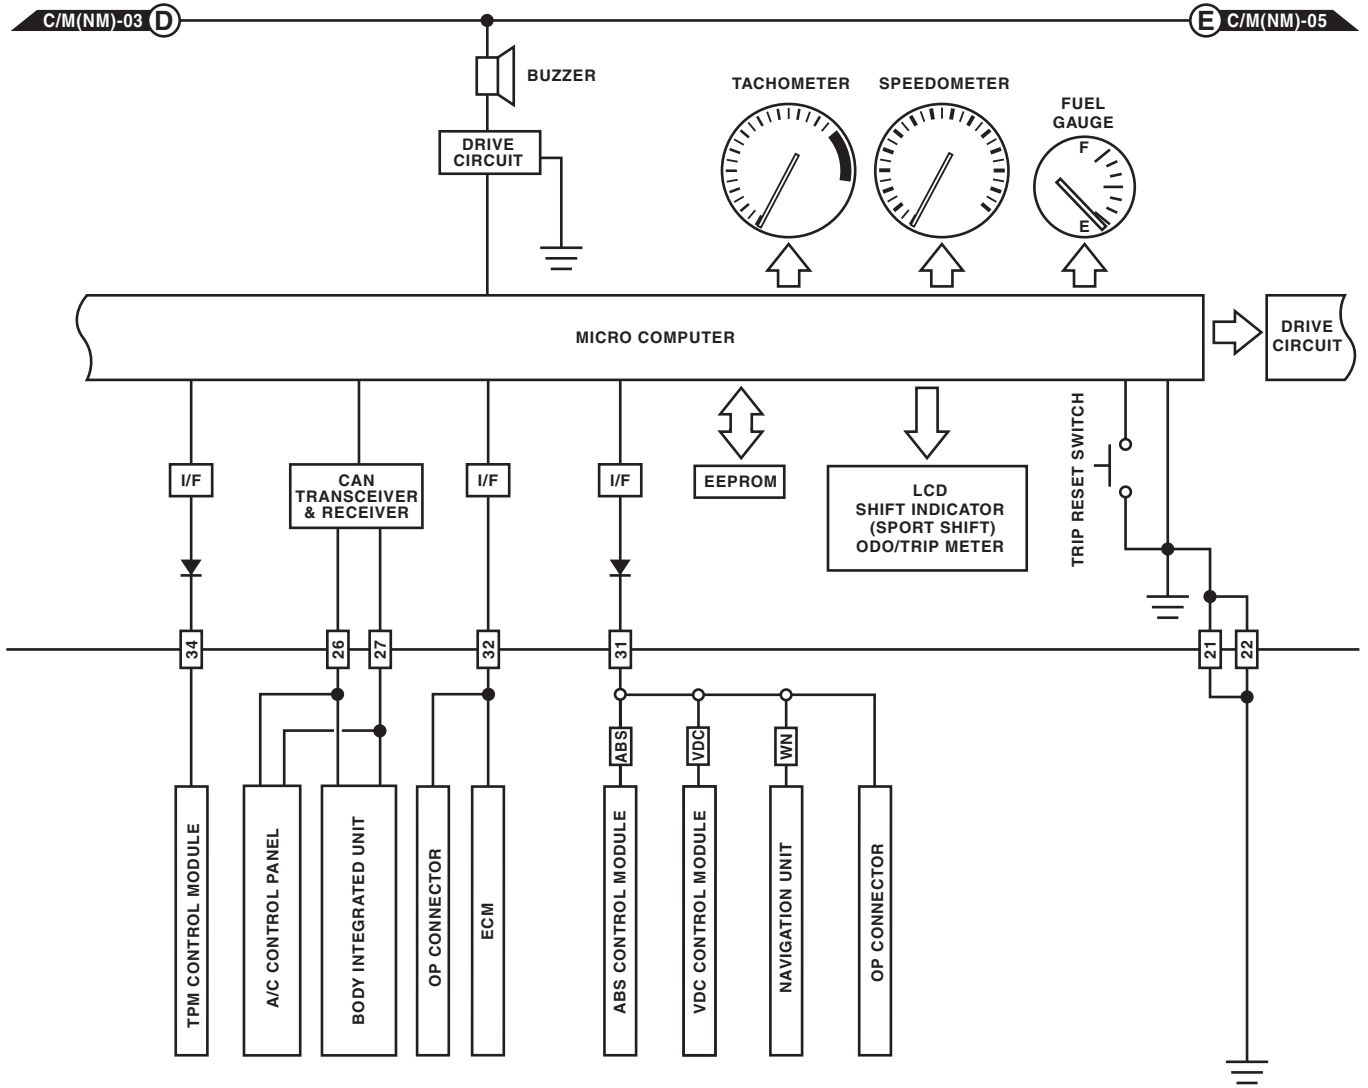 C/M(NM)-03 D
E C/M(NM)-05
BUZZER
TACHOMETER
SPEEDOMETER
FUEL
GAUGE
F
E
DRIVE
CIRCUIT
MICRO COMPUTER
DRIVE
CIRCUIT
I/F
CAN
TRANSCEIVER
& RECEIVER
I/F
I/F
EEPROM
LCD
SHIFT INDICATOR
(SPORT SHIFT)
ODO/TRIP METER
TRIP RESET SWITCH
34
26
27
32
31
21
22
ABS
VDC
WN
TPM CONTROL MODULE
A/C CONTROL PANEL
BODY INTEGRATED UNIT
OP CONNECTOR
ECM
ABS CONTROL MODULE
VDC CONTROL MODULE
NAVIGATION UNIT
OP CONNECTOR